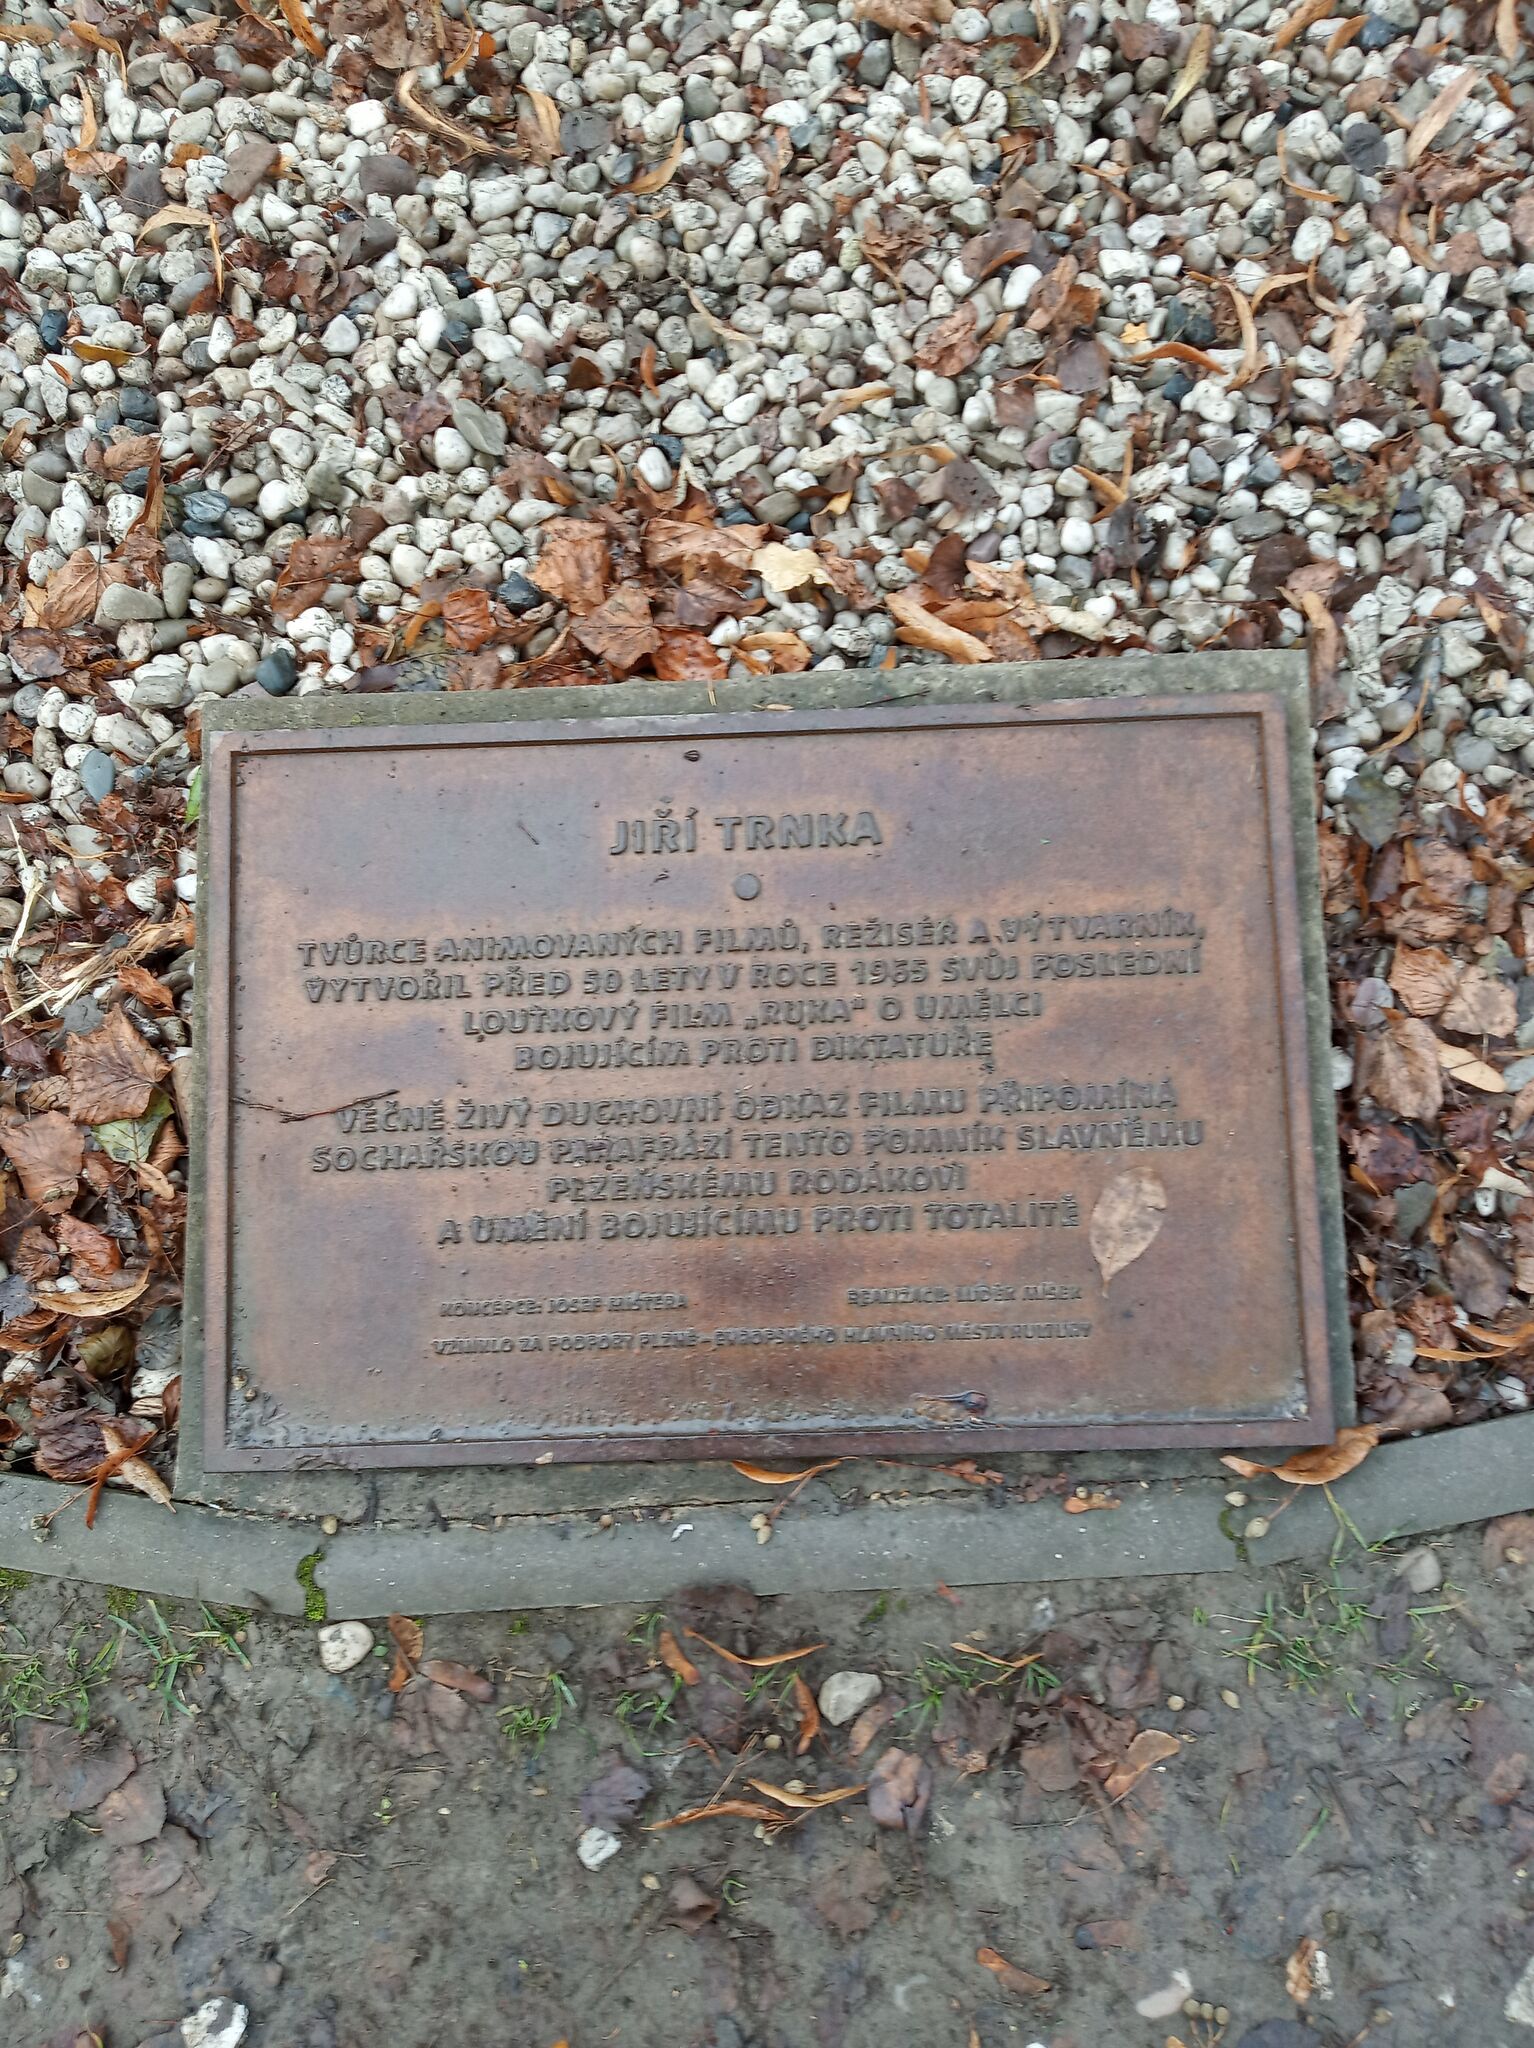 JIŘÍ TRNKA
TVŮRCE ANIMOVANÝCH FILMŮ, REŽISÉR A VÝTVARNÍK,
VYTVOŘIL PŘED 50 LETY V ROCE 1965 SVŮJ POSLEDNÍ
LOUTKOVÝ FILM „RUKA“ O UMĚLCI
BOJUJÍCÍM PROTI DIKTATUŘE
VĚČNĚ ŽIVÝ DUCHOVNÍ ODKAZ FILMU PŘIPOMÍNÁ
SOCHAŘSKOU PARAFRÁZÍ TENTO POMNÍK SLAVNÉMU
PLZEŇSKÉMU RODÁKOVI
A UMĚNÍ BOJUJÍCÍMU PROTI TOTALITĚ
KONCEPCE: JOSEF MIŠTERA REALIZACE: LUDĚK MÍŠEK
VZNIKLO ZA PODPORY PLZNĚ – EVROPSKÉHO HLAVNÍHO MĚSTA KULTURY